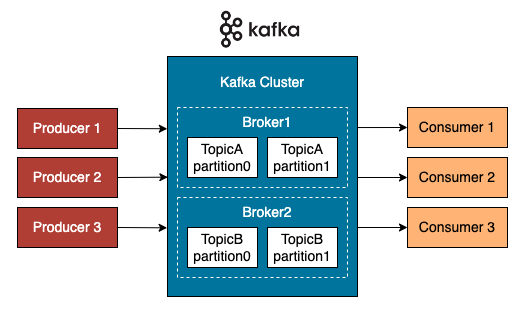 kafka
Kafka Cluster
Producer 1
Producer 2
Producer 3
Broker1
TopicA
partition0
TopicA
partition1
Broker2
TopicB
partition0
TopicB
partition1
Consumer 1
Consumer 2
Consumer 3